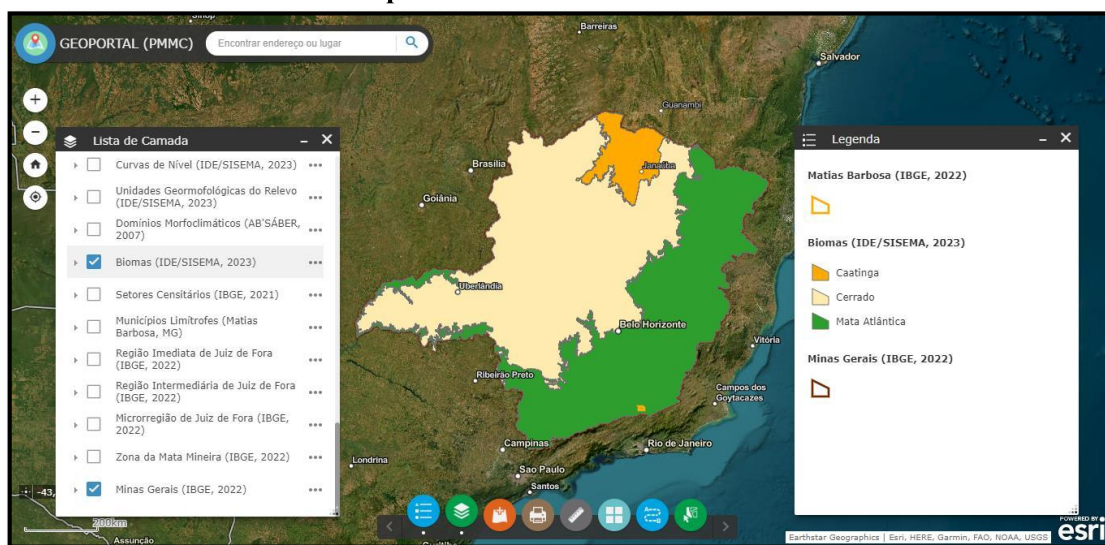 GEOPORTAL (PMMC)
Encontrar endereço ou lugar
Barreiras
Salvador
Guanambi
Lista de Camada
Curvas de Nível (IDE/SISEMA, 2023)
Unidades Geormofológicas do Relevo
(IDE/SISEMA, 2023)
Domínios Morfoclimáticos (AB'SÁBER,
2007)
Biomas (IDE/SISEMA, 2023)
Setores Censitários (IBGE, 2021)
Municípios Limítrofes (Matias
Barbosa, MG)
Região Imediata de Juiz de Fora
(IBGE, 2022)
Região Intermediária de Juiz de Fora
(IBGE, 2022)
Microrregião de Juiz de Fora (IBGE,
2022)
Zona da Mata Mineira (IBGE, 2022)
Minas Gerais (IBGE, 2022)
-43,
200km
Assunção
Brasília
Goiânia
Janaúba
Uberlândia
Belo Horizonte
Vitória
Ribeirão Preto
Campos dos
Goytacazes
Campinas
Rio de Janeiro
Londrina
Sao Paulo
Santos
Legenda
Matias Barbosa (IBGE, 2022)
Biomas (IDE/SISEMA, 2023)
Caatinga
Cerrado
Mata Atlântica
Minas Gerais (IBGE, 2022)
Earthstar Geographics | Esri, HERE, Garmin, FAO, NOAA, USGS
POWERED BY
esri